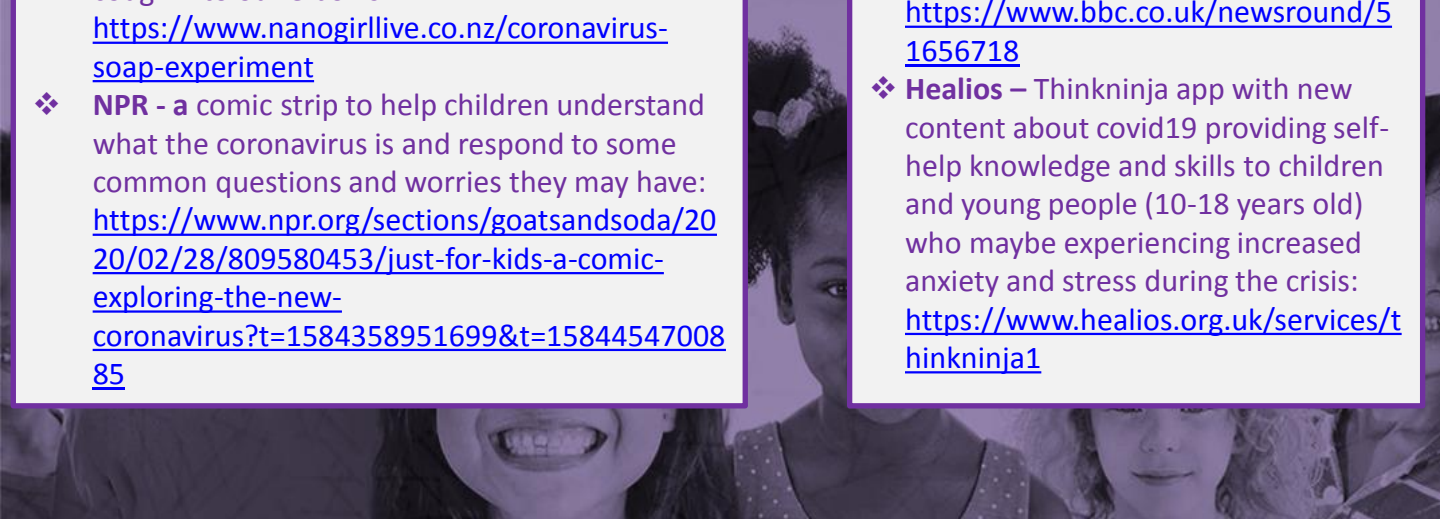 https://www.nanogirllive.co.nz/coronavirus-
soap-experiment
❖ NPR - a comic strip to help children understand
what the coronavirus is and respond to some
common questions and worries they may have:
https://www.npr.org/sections/goatsandsoda/20
20/02/28/809580453/just-for-kids-a-comic-
exploring-the-new-
coronavirus?t=1584358951699&t=15844547008
85
https://www.bbc.co.uk/newsround/5
1656718
❖ Healios – Thinkninja app with new
content about covid19 providing self-
help knowledge and skills to children
and young people (10-18 years old)
who maybe experiencing increased
anxiety and stress during the crisis:
https://www.healios.org.uk/services/t
hinkninja1